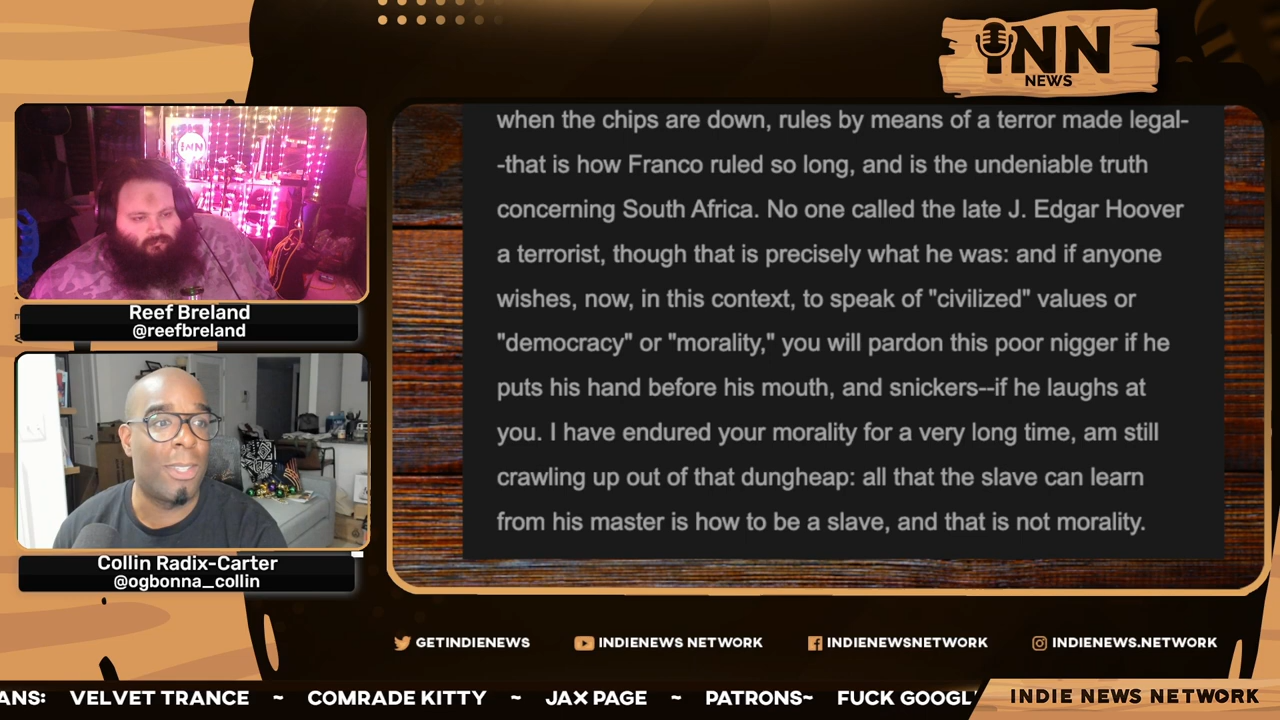 iNN
NEWS
when the chips are down, rules by means of a terror made legal-
-that is how Franco ruled so long, and is the undeniable truth
concerning South Africa. No one called the late J. Edgar Hoover
a terrorist, though that is precisely what he was: and if anyone
wishes, now, in this context, to speak of "civilized" values or
"democracy" or "morality," you will pardon this poor nigger if he
puts his hand before his mouth, and snickers--if he laughs at
you. I have endured your morality for a very long time, am still
crawling up out of that dungheap: all that the slave can learn
from his master is how to be a slave, and that is not morality.
iNN
Reef Breland
@reefbreland
Collin Radix-Carter
@ogbonna_collin
GETINDIENEWS
INDIENEWS NETWORK
INDIENEWSNETWORK
INDIENEWS.NETWORK
ANS: VELVET TRANCE ~ COMRADE KITTY ~ JAX PAGE ~ PATRONS~ FUCK GOOGL
INDIE NEWS NETWORK